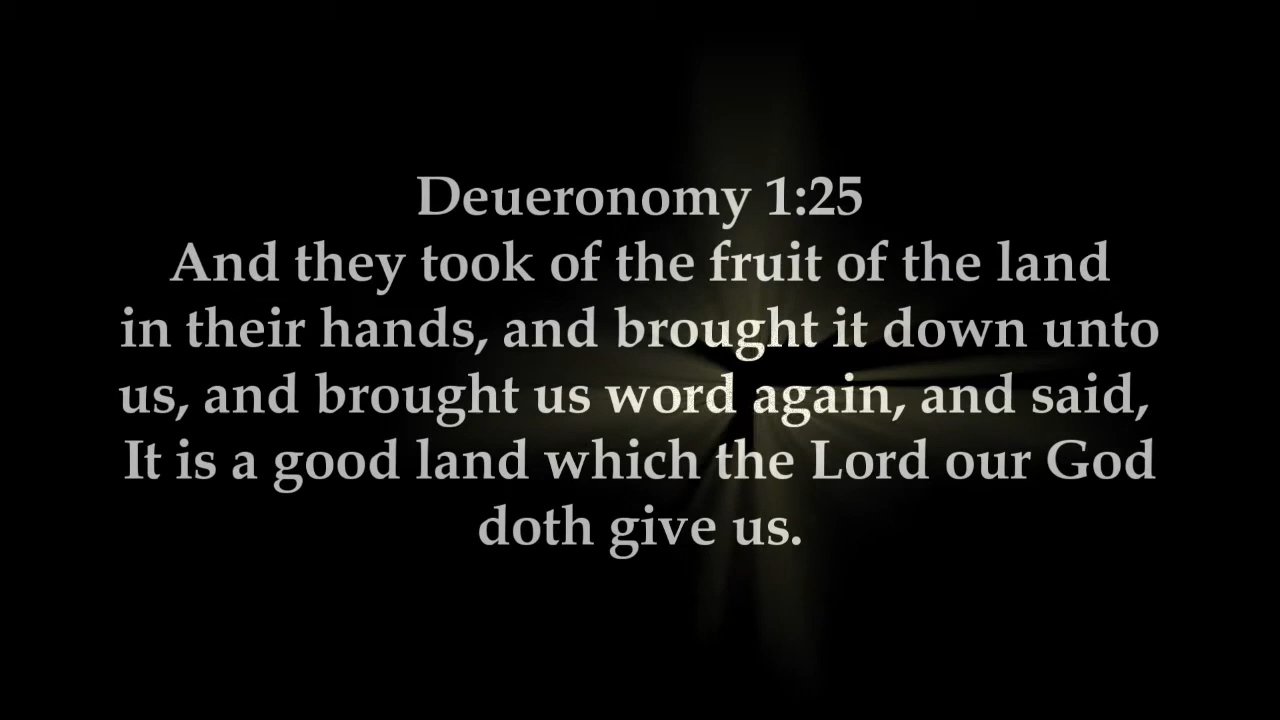 Deueronomy 1:25
And they took of the fruit of the land
in their hands, and brought it down unto
us, and brought us word again, and said,
It is a good land which the Lord our God
doth give us.